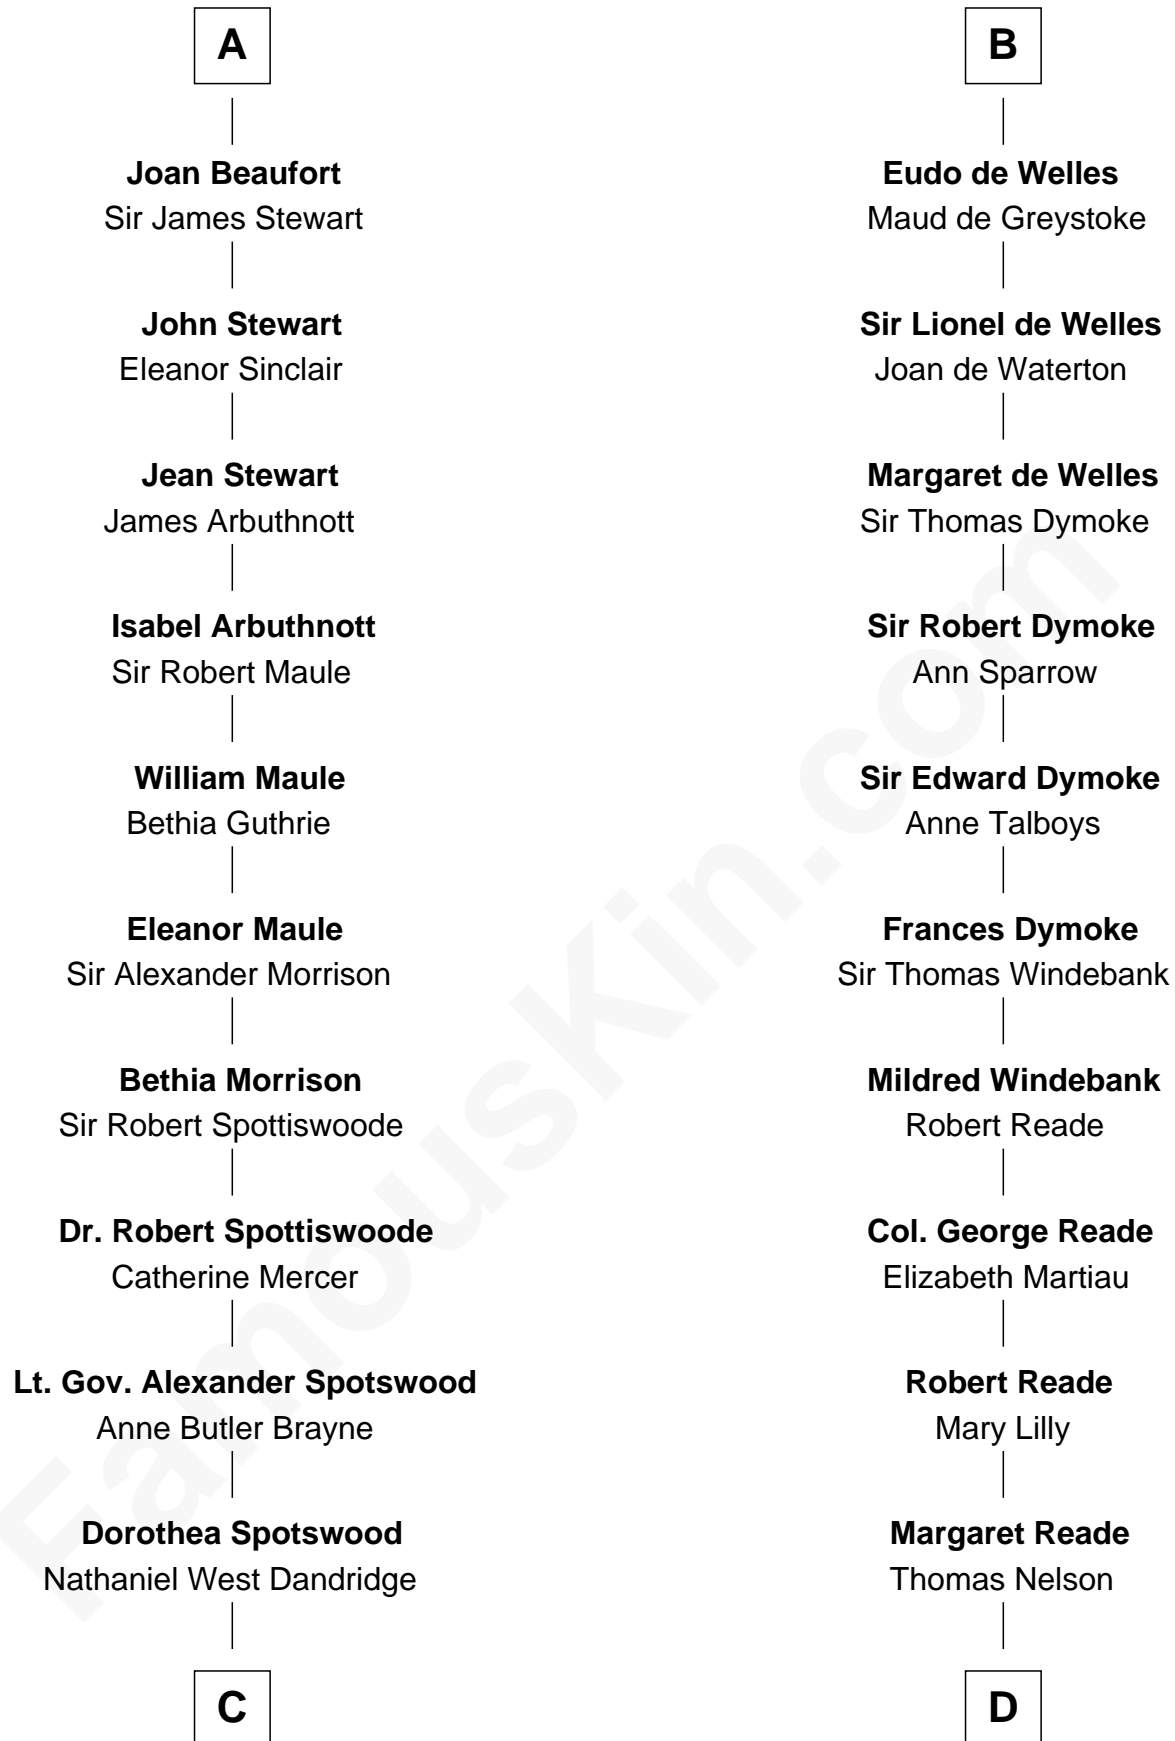 A
Joan Beaufort
Sir James Stewart
John Stewart
Eleanor Sinclair
Jean Stewart
James Arbuthnott
Isabel Arbuthnott
Sir Robert Maule
William Maule
Bethia Guthrie
Eleanor Maule
Sir Alexander Morrison
Bethia Morrison
Sir Robert Spottiswoode
Dr. Robert Spottiswoode
Catherine Mercer
Lt. Gov. Alexander Spotswood
Anne Butler Brayne
Dorothea Spotswood
Nathaniel West Dandridge
C
B
Eudo de Welles
Maud de Greystoke
Sir Lionel de Welles
Joan de Waterton
Margaret de Welles
Sir Thomas Dymoke
Sir Robert Dymoke
Ann Sparrow
Sir Edward Dymoke
Anne Talboys
Frances Dymoke
Sir Thomas Windebank
Mildred Windebank
Robert Reade
Col. George Reade
Elizabeth Martiau
Robert Reade
Mary Lilly
Margaret Reade
Thomas Nelson
D
FamousKin.com